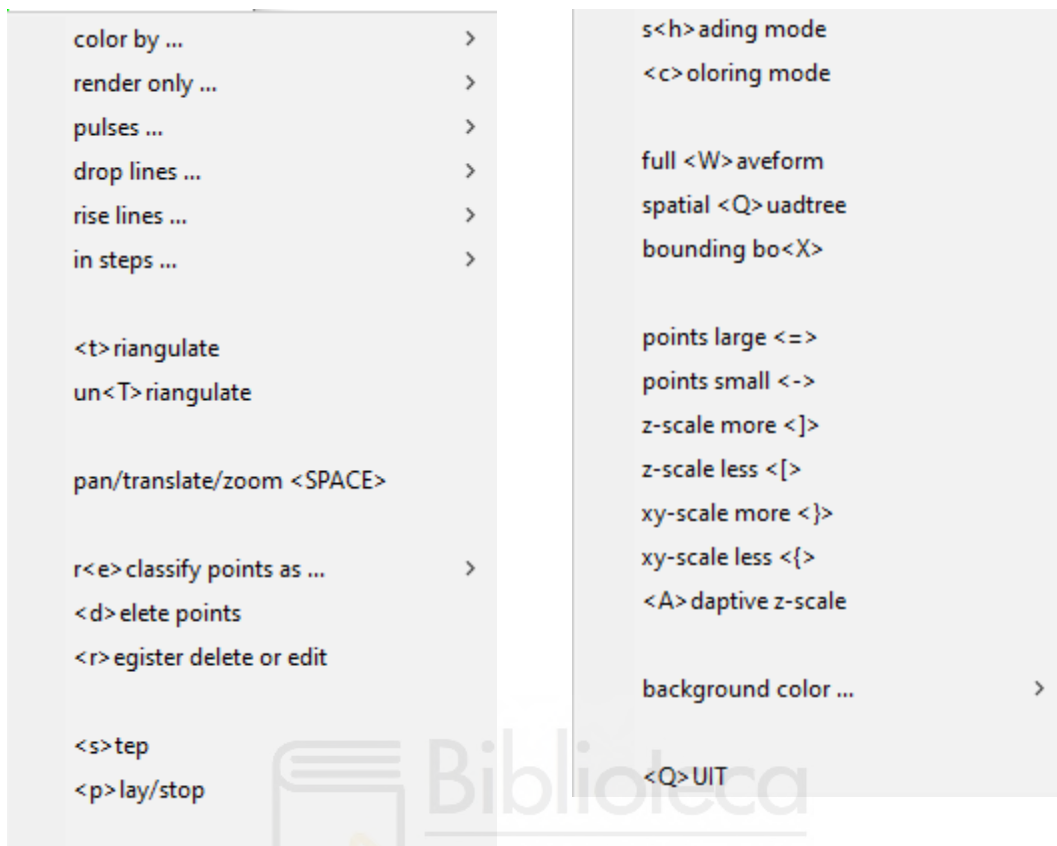 color by ...
render only ...
pulses ...
drop lines ...
rise lines ...
in steps ...
<t>riangulate
un<T>riangulate
pan/translate/zoom <SPACE>
r<e>classify points as ...
<d>elete points
<r>egister delete or edit
<s>tep
<p>lay/stop
s<h>ading mode
<c>oloring mode
full <W>aveform
spatial <Q>uadtree
bounding bo<X>
points large <=>
points small <->
z-scale more <]>
z-scale less <[>
xy-scale more <}>
xy-scale less <{>
<A>daptive z-scale
background color ...
<Q>UIT
Biblioteca